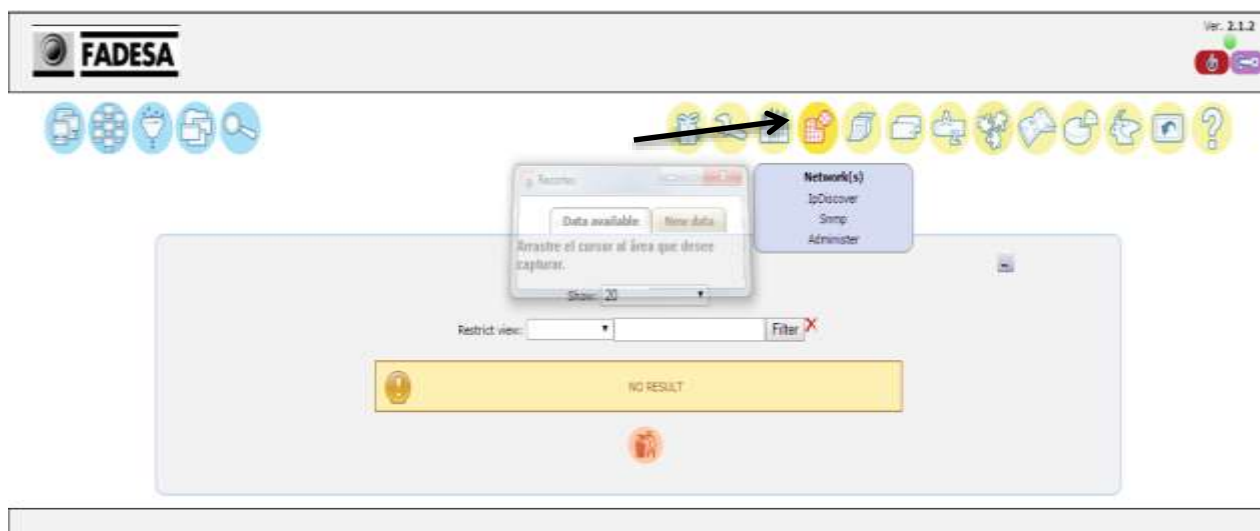 Ver. 2.1.2
FADESA
Recortes
Network(s)
IpDiscover
Snmp
Administer
Data available
New data
Arrastre el cursor al área que desee
capturar.
Show: 20
Restrict view:
Filter X
NO RESULT